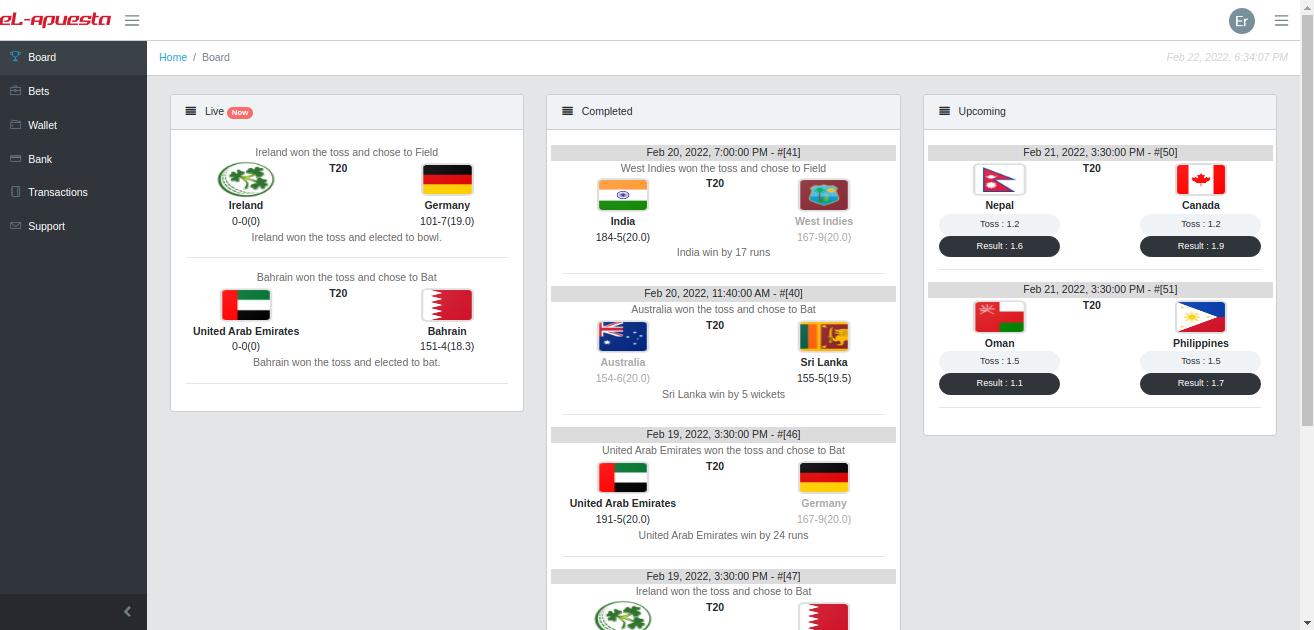 eL-apuesta
Er
Board
Bets
Wallet
Bank
Transactions
Support
Home / Board
Feb 22, 2022, 6:34:07 PM
Live Now
Ireland won the toss and chose to Field
T20
Ireland Germany
0-0(0) 101-7(19.0)
Ireland won the toss and elected to bowl.
Bahrain won the toss and chose to Bat
T20
United Arab Emirates Bahrain
0-0(0) 151-4(18.3)
Bahrain won the toss and elected to bat.
Completed
Feb 20, 2022, 7:00:00 PM - #[41]
West Indies won the toss and chose to Field
T20
India West Indies
184-5(20.0) 167-9(20.0)
India win by 17 runs
Feb 20, 2022, 11:40:00 AM - #[40]
Australia won the toss and chose to Bat
T20
Australia Sri Lanka
154-6(20.0) 155-5(19.5)
Sri Lanka win by 5 wickets
Feb 19, 2022, 3:30:00 PM - #[46]
United Arab Emirates won the toss and chose to Bat
T20
United Arab Emirates Germany
191-5(20.0) 167-9(20.0)
United Arab Emirates win by 24 runs
Feb 19, 2022, 3:30:00 PM - #[47]
Ireland won the toss and chose to Bat
T20
Upcoming
Feb 21, 2022, 3:30:00 PM - #[50]
T20
Nepal Canada
Toss : 1.2 Toss : 1.2
Result : 1.6 Result : 1.9
Feb 21, 2022, 3:30:00 PM - #[51]
T20
Oman Philippines
Toss : 1.5 Toss : 1.5
Result : 1.1 Result : 1.7